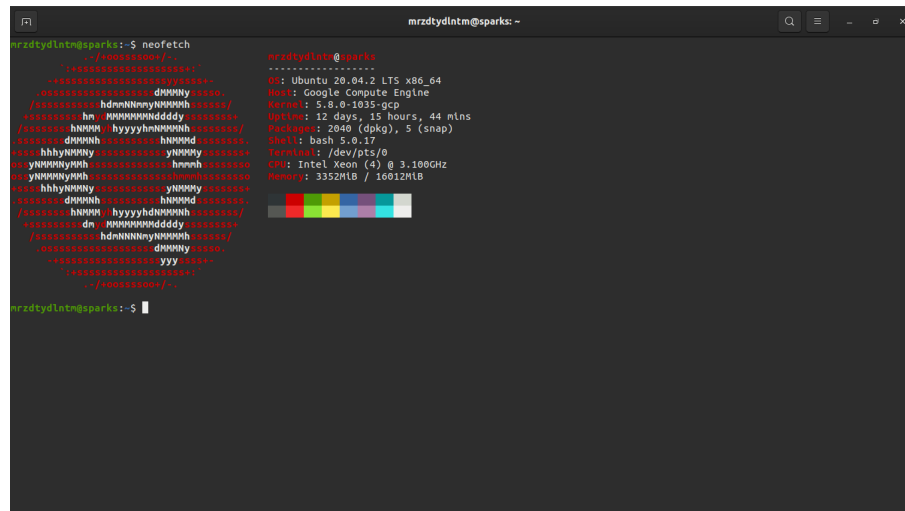 mrzdtydlntm@sparks: ~
mrzdtydlntm@sparks:~$ neofetch
mrzdtydlntm@sparks
------------------
OS: Ubuntu 20.04.2 LTS x86_64
Host: Google Compute Engine
Kernel: 5.8.0-1035-gcp
Uptime: 12 days, 15 hours, 44 mins
Packages: 2040 (dpkg), 5 (snap)
Shell: bash 5.0.17
Terminal: /dev/pts/0
CPU: Intel Xeon (4) @ 3.100GHz
Memory: 3352MiB / 16012MiB
mrzdtydlntm@sparks:~$